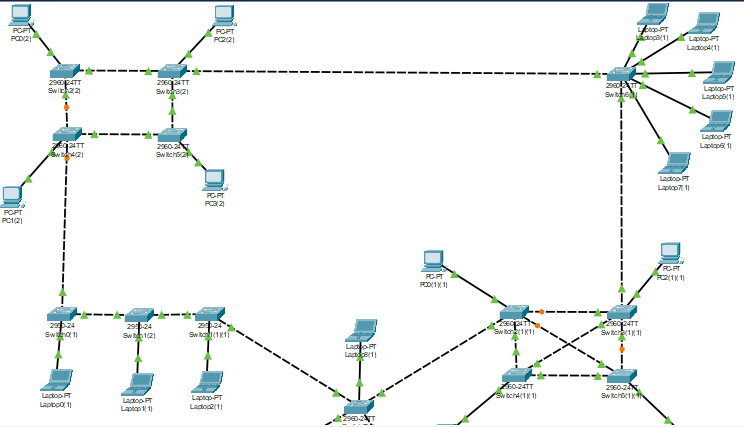 PC-PT
PC0(2)
PC-PT
PC2(2)
Laptop-PT
Laptop3(1)
Laptop-PT
Laptop4(1)
2960-24TT
Switch2(2)
2960-24TT
Switch3(2)
2960-24TT
Laptop-PT
Laptop5(1)
2960-24TT
Switch4(2)
2960-24TT
Switch5(2)
Laptop-PT
Laptop6(1)
Laptop-PT
Laptop7(1)
PC-PT
PC1(2)
PC-PT
PC3(2)
PC-PT
PC0(1)(1)
PC-PT
PC2(1)(1)
2950-24
Switch0(1)
2950-24
Switch1(2)
2950-24
Switch1(1)(1)
Laptop-PT
Laptop8(1)
2960-24TT
Switch2(1)(1)
2960-24TT
Switch3(1)(1)
Laptop-PT
Laptop0(1)
Laptop-PT
Laptop1(1)
Laptop-PT
Laptop2(1)
2960-24TT
Switch4(1)(1)
2960-24TT
Switch5(1)(1)
2960-24TT